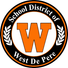 School District of
W
West De Pere